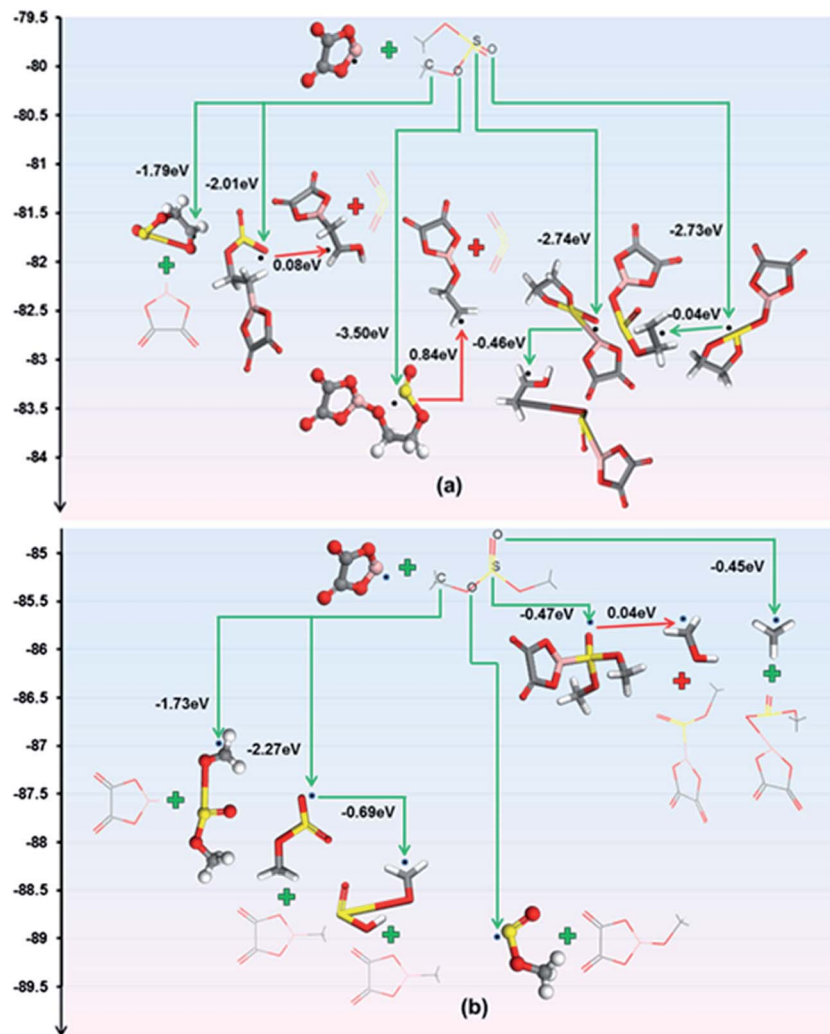 -79.5
-80
-80.5
-81
-81.5
-82
-82.5
-83
-83.5
-84
S
O
C
O
-1.79eV
-2.01eV
0.08eV
-3.50eV
0.84eV
-2.74eV
-0.46eV
-2.73eV
-0.04eV
(a)
-85
-85.5
-86
-86.5
-87
-87.5
-88
-88.5
-89
-89.5
O
S
C
O
-0.45eV
-0.47eV
0.04eV
-1.73eV
-2.27eV
-0.69eV
(b)